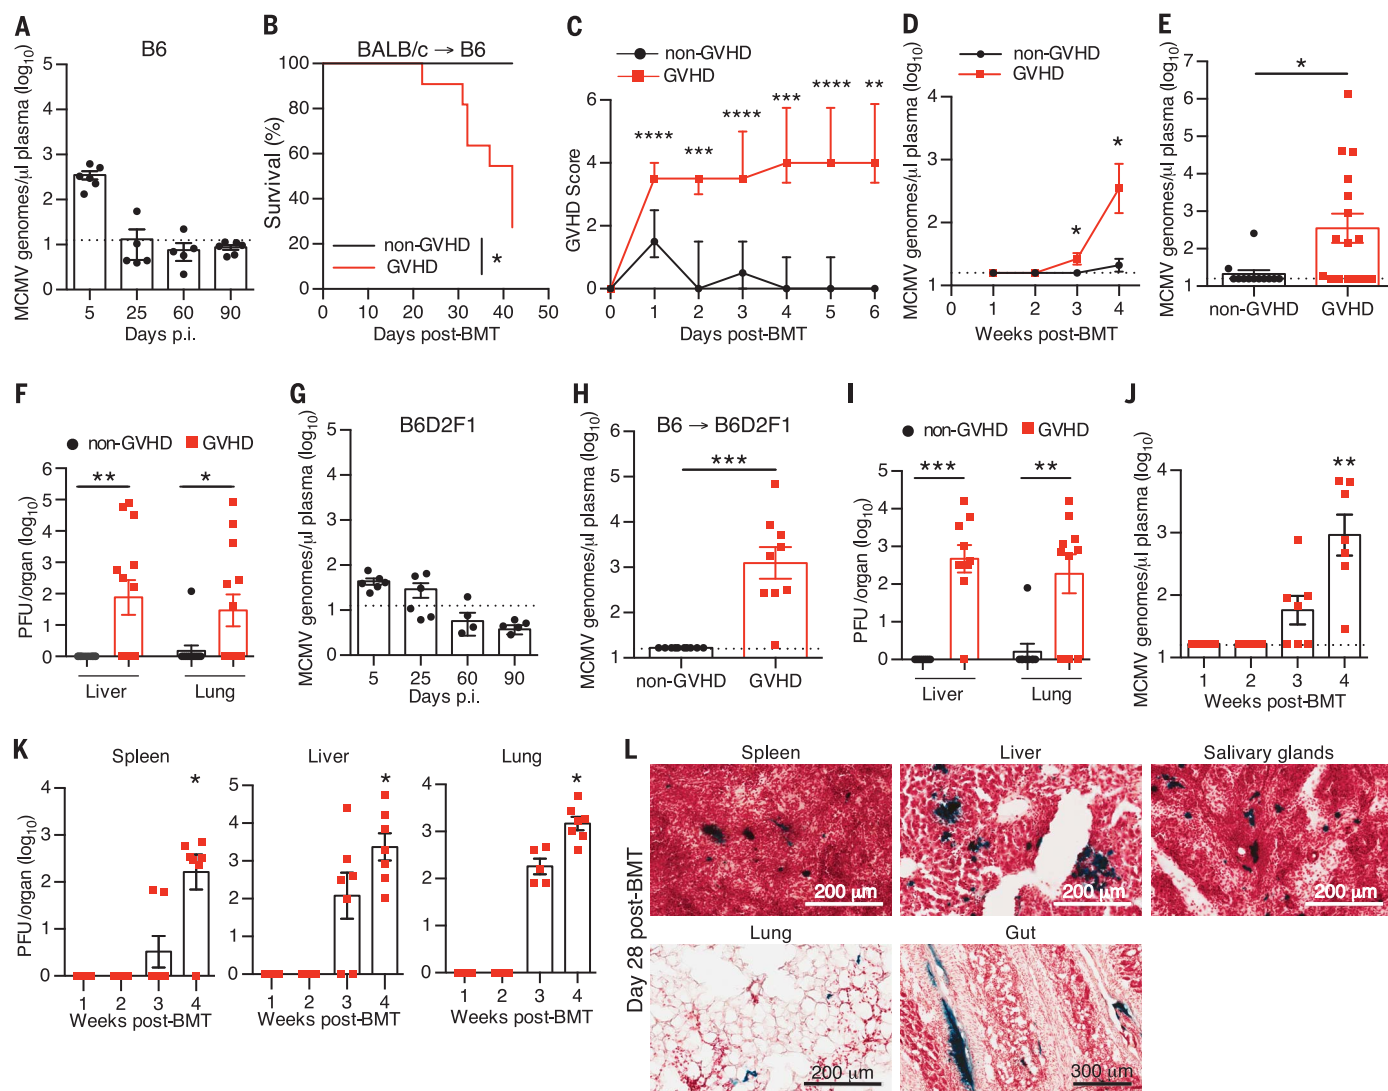 A
B6
MCMV genomes/µl plasma (log10)
5
4
3
2
1
0
5 25 60 90
Days p.i.
B
BALB/c → B6
Survival (%)
100
80
60
40
20
0
non-GVHD
GVHD
*
0 10 20 30 40 50
Days post-BMT
C
non-GVHD
GVHD
GVHD Score
6
4
2
0
**** *** **** *** **** **
0 1 2 3 4 5 6
Days post-BMT
D
non-GVHD
GVHD
MCMV genomes/µl plasma (log10)
4
3
2
1
* *
0 1 2 3 4
Weeks post-BMT
E
MCMV genomes/µl plasma (log10)
7
6
5
4
3
2
1
*
non-GVHD GVHD
F
non-GVHD GVHD
PFU/organ (log10)
6
5
4
3
2
1
0
** *
Liver Lung
G
B6D2F1
MCMV genomes/µl plasma (log10)
5
4
3
2
1
0
5 25 60 90
Days p.i.
H
B6 → B6D2F1
MCMV genomes/µl plasma (log10)
5
4
3
2
1
***
non-GVHD GVHD
I
non-GVHD GVHD
PFU/organ (log10)
5
4
3
2
1
0
*** **
Liver Lung
J
MCMV genomes/µl plasma (log10)
4
3
2
1
**
1 2 3 4
Weeks post-BMT
K
Spleen
PFU/organ (log10)
4
3
2
1
0
*
1 2 3 4
Weeks post-BMT
Liver
5
4
3
2
1
0
*
1 2 3 4
Weeks post-BMT
Lung
4
3
2
1
0
*
1 2 3 4
Weeks post-BMT
L
Day 28 post-BMT
Spleen
200 µm
Liver
200 µm
Salivary glands
200 µm
Lung
200 µm
Gut
300 µm